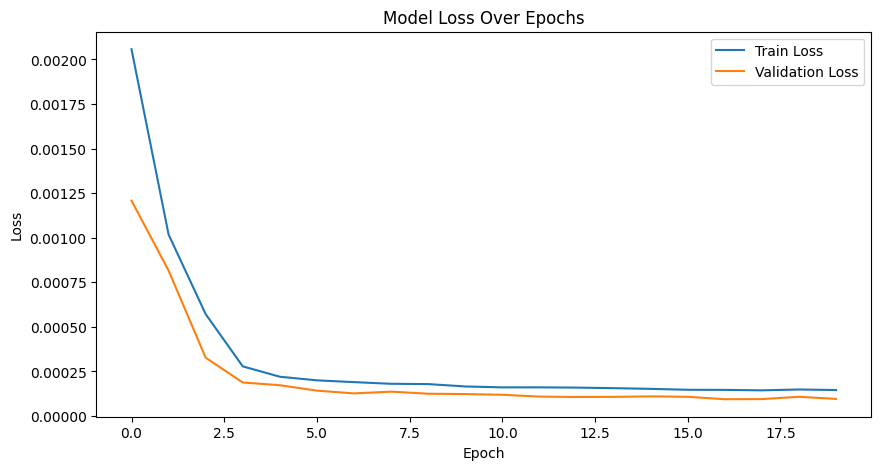 Model Loss Over Epochs
Train Loss
Validation Loss
0.00200
0.00175
0.00150
0.00125
0.00100
0.00075
0.00050
0.00025
0.00000
Loss
0.0 2.5 5.0 7.5 10.0 12.5 15.0 17.5
Epoch